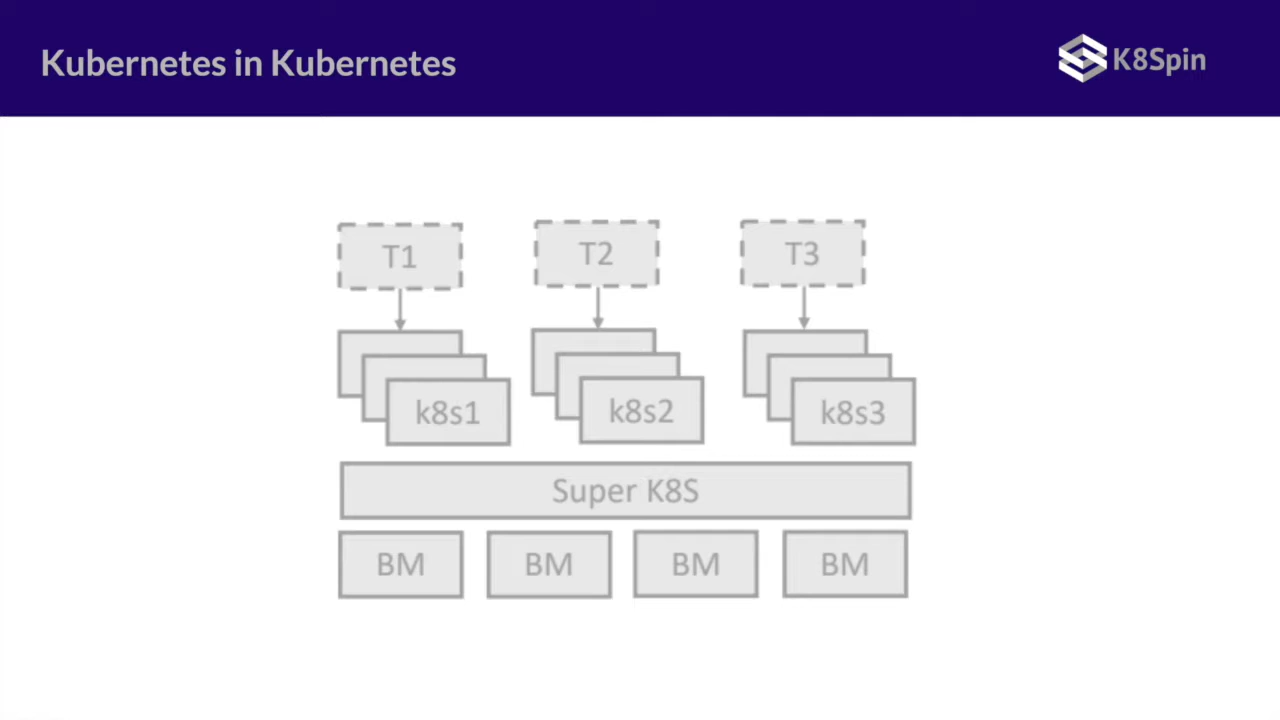 Kubernetes in Kubernetes
K8Spin
T1
T2
T3
k8s1
k8s2
k8s3
Super K8S
BM
BM
BM
BM